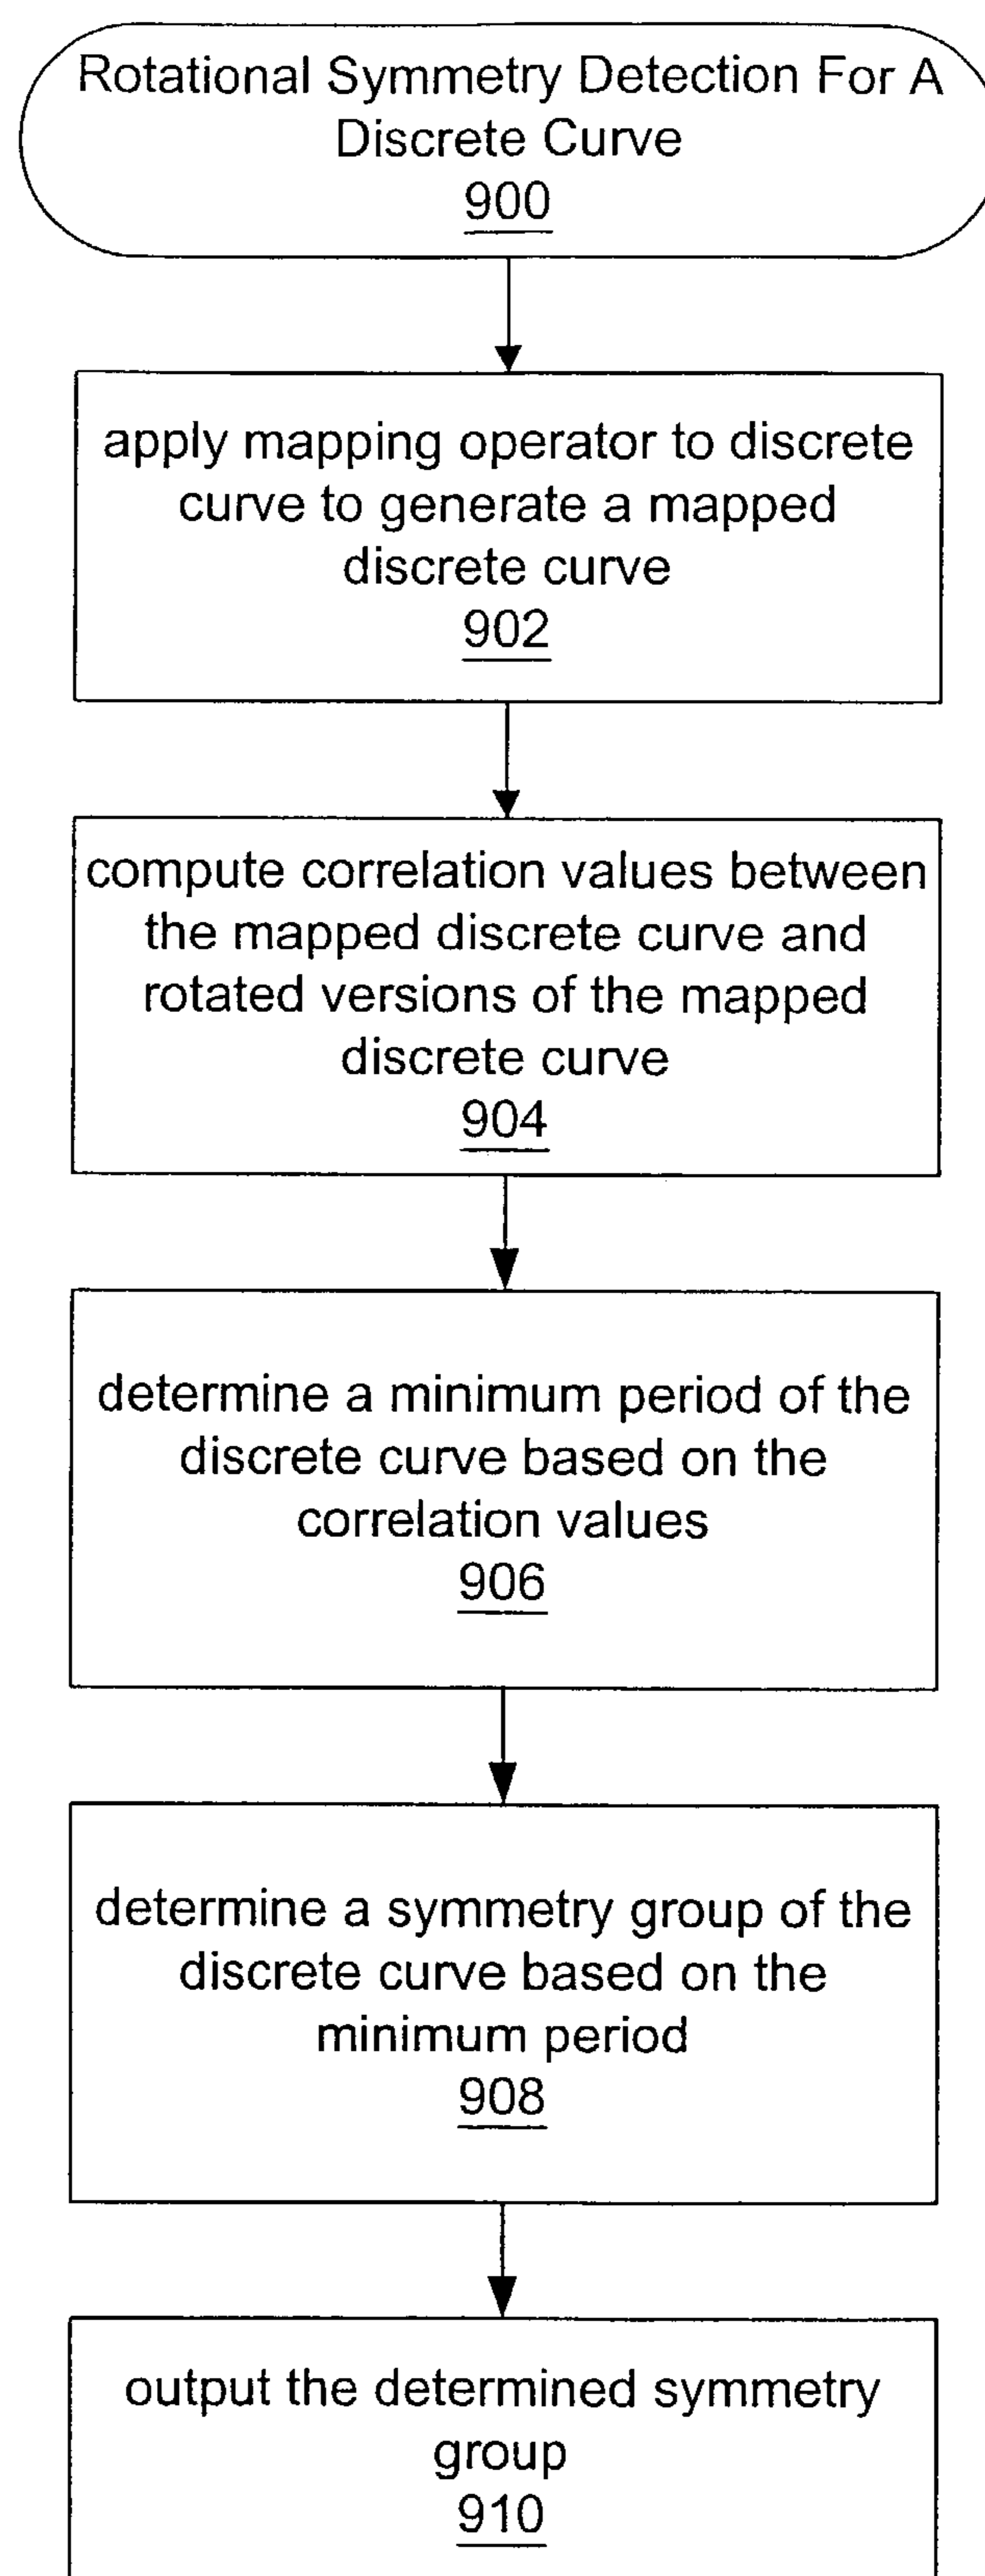 Rotational Symmetry Detection For A
Discrete Curve
900
apply mapping operator to discrete
curve to generate a mapped
discrete curve
902
compute correlation values between
the mapped discrete curve and
rotated versions of the mapped
discrete curve
904
determine a minimum period of the
discrete curve based on the
correlation values
906
determine a symmetry group of the
discrete curve based on the
minimum period
908
output the determined symmetry
group
910